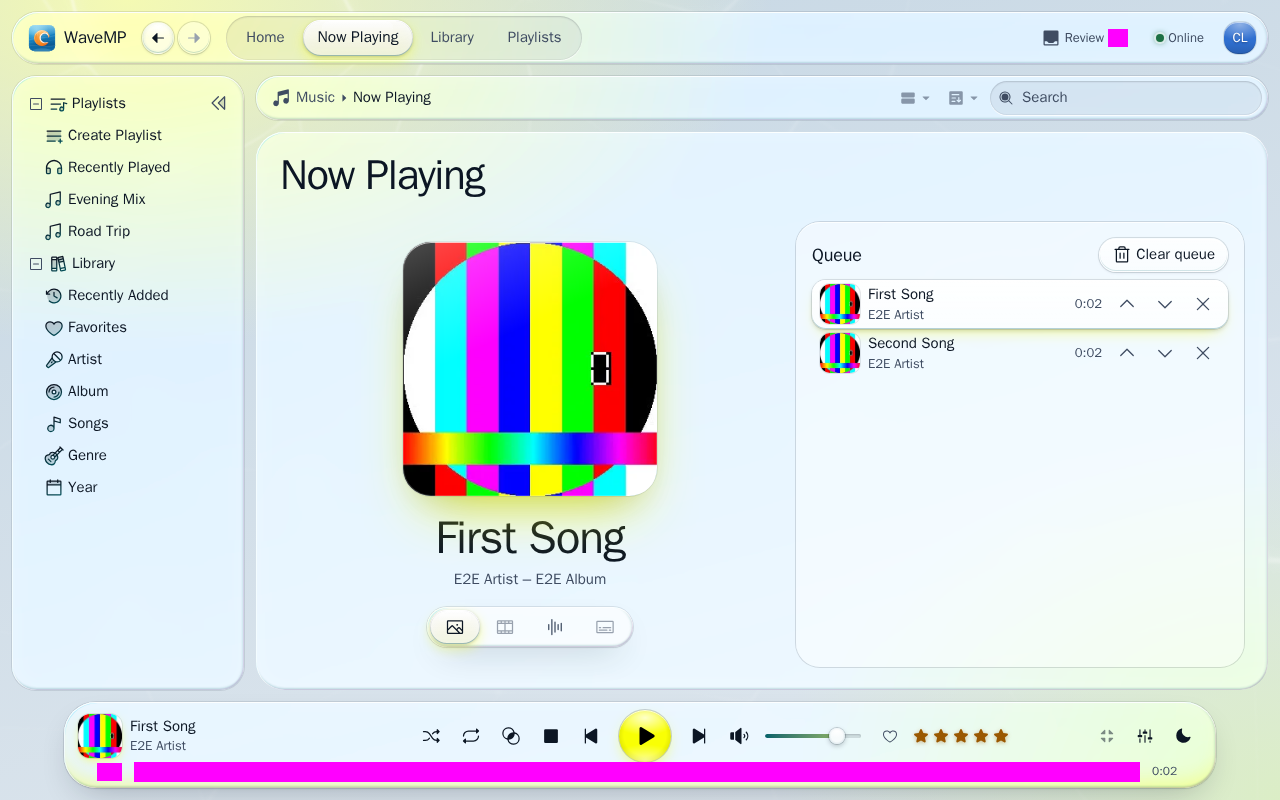 WaveMP
Home
Now Playing
Library
Playlists
Review
Online
CL
Playlists
Create Playlist
Recently Played
Evening Mix
Road Trip
Library
Recently Added
Favorites
Artist
Album
Songs
Genre
Year
Music
Now Playing
Search
Now Playing
First Song
E2E Artist – E2E Album
Queue
Clear queue
First Song
E2E Artist
0:02
Second Song
E2E Artist
0:02
First Song
E2E Artist
0:02